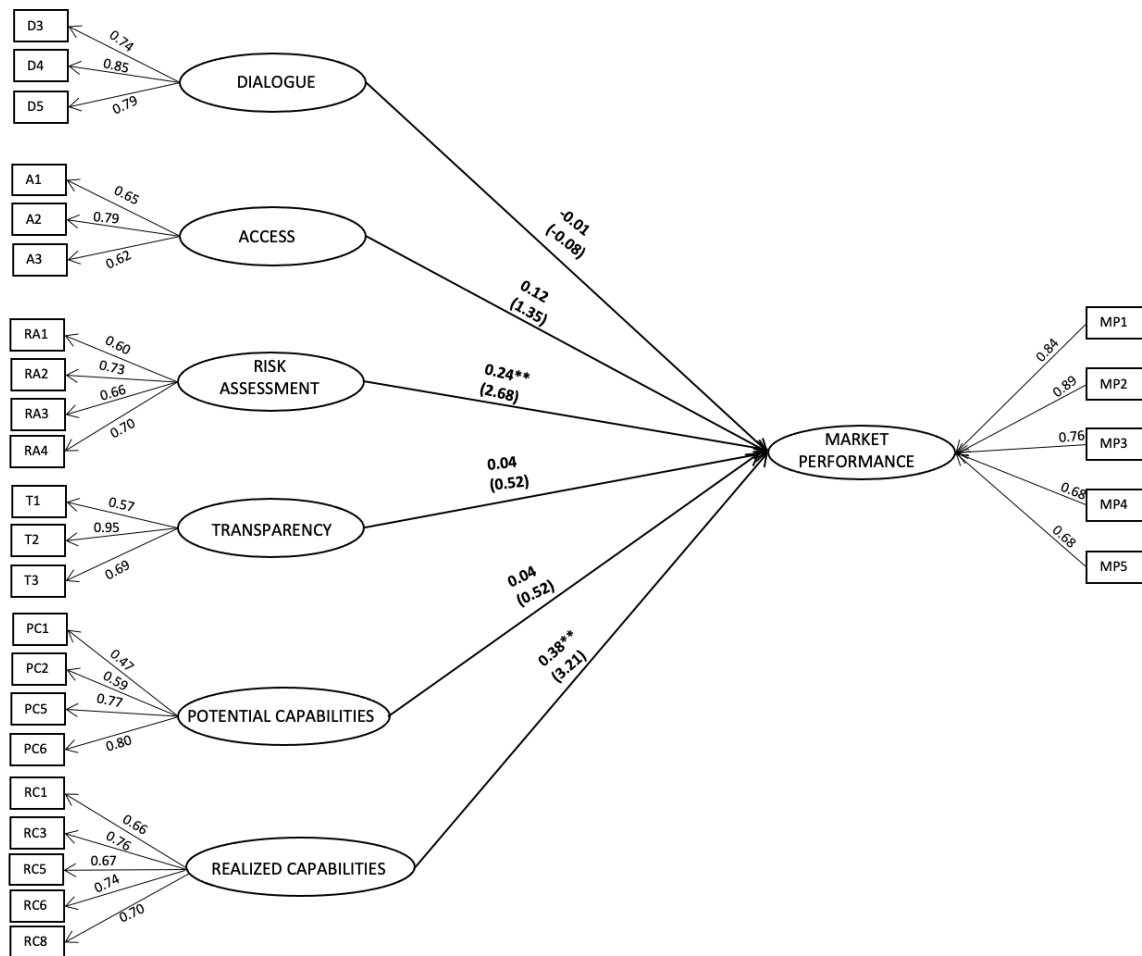 D3
0.74
D4
0.85
D5
0.79
DIALOGUE
-0.01
(-0.08)
A1
0.65
A2
0.79
A3
0.62
ACCESS
0.12
(1.35)
RA1
0.60
RA2
0.73
RA3
0.66
RA4
0.70
RISK
ASSESSMENT
0.24**
(2.68)
T1
0.57
T2
0.95
T3
0.69
TRANSPARENCY
0.04
(0.52)
PC1
0.47
PC2
0.59
PC5
0.77
PC6
0.80
POTENTIAL CAPABILITIES
0.04
(0.52)
RC1
0.66
RC3
0.76
RC5
0.67
RC6
0.74
RC8
0.70
REALIZED CAPABILITIES
0.38**
(3.21)
MARKET
PERFORMANCE
MP1
0.84
MP2
0.89
MP3
0.76
MP4
0.68
MP5
0.68